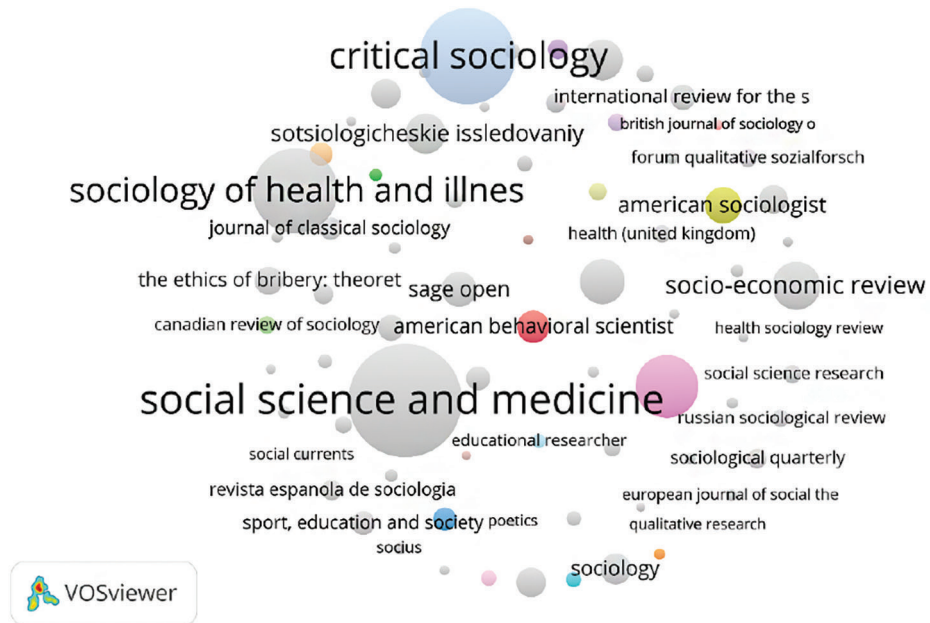 critical sociology
international review for the s
british journal of sociology o
sotsiologicheskie issledovaniy
forum qualitative sozialforsch
sociology of health and illnes
american sociologist
journal of classical sociology
health (united kingdom)
the ethics of bribery: theoret
sage open
socio-economic review
canadian review of sociology
american behavioral scientist
health sociology review
social science research
social science and medicine
russian sociological review
educational researcher
social currents
sociological quarterly
revista espanola de sociologia
european journal of social the
sport, education and society
poetics
qualitative research
socius
sociology
VOSviewer